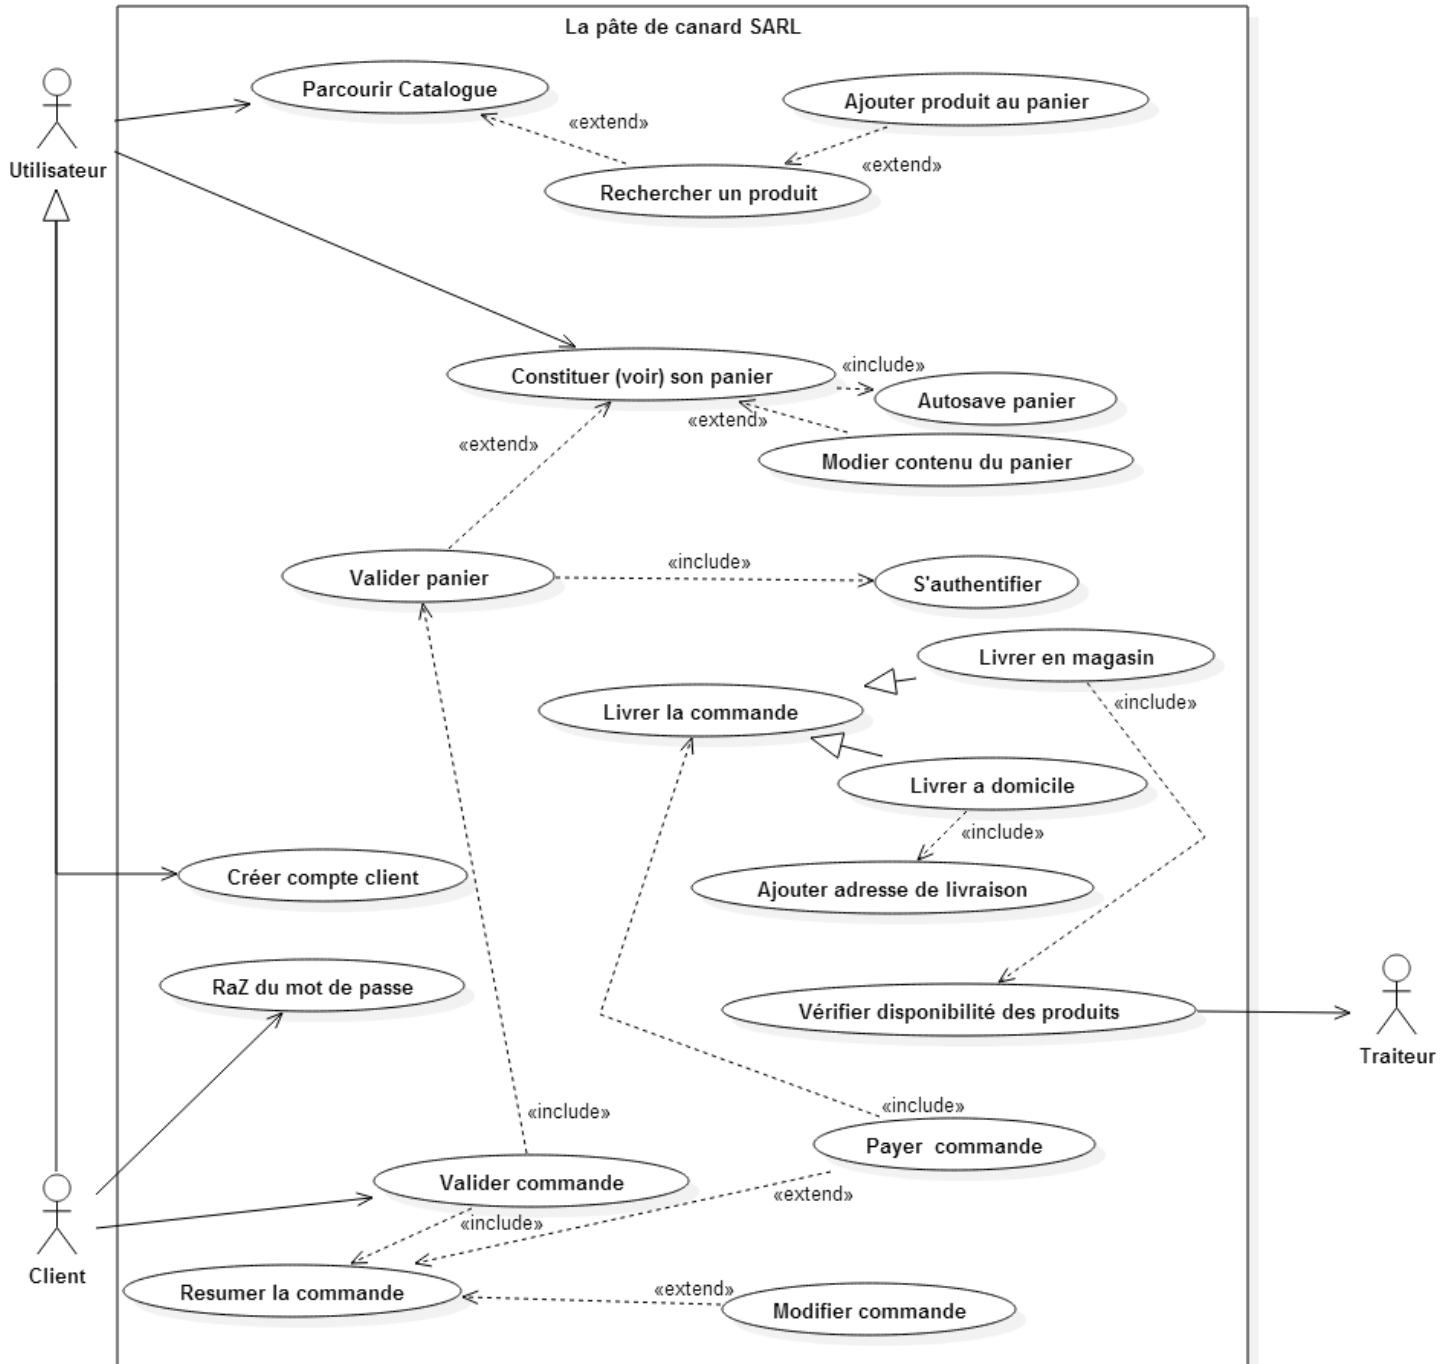 La pâte de canard SARL
Parcourir Catalogue
Ajouter produit au panier
«extend»
«extend»
Utilisateur
Rechercher un produit
«include»
Constituer (voir) son panier
Autosave panier
«extend»
«extend»
Modier contenu du panier
«include»
Valider panier
S'authentifier
Livrer en magasin
«include»
Livrer la commande
Livrer a domicile
«include»
Créer compte client
Ajouter adresse de livraison
RaZ du mot de passe
Vérifier disponibilité des produits
Traiteur
«include»
«include»
Payer  commande
Valider commande
«extend»
«include»
Client
Resumer la commande
«extend»
Modifier commande